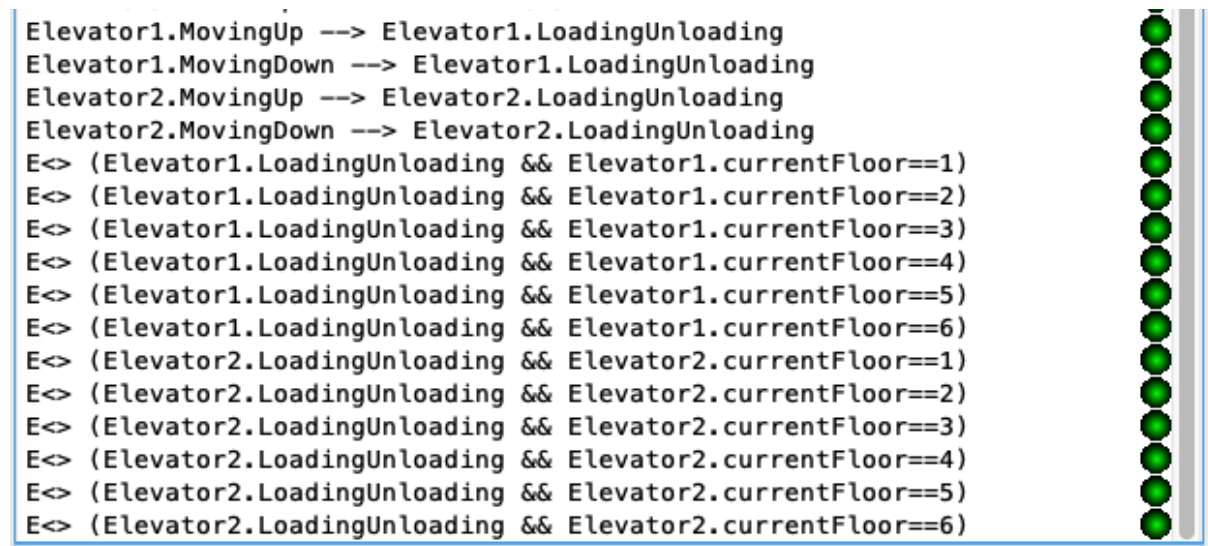 Elevator1.MovingUp --> Elevator1.LoadingUnloading
Elevator1.MovingDown --> Elevator1.LoadingUnloading
Elevator2.MovingUp --> Elevator2.LoadingUnloading
Elevator2.MovingDown --> Elevator2.LoadingUnloading
E<> (Elevator1.LoadingUnloading && Elevator1.currentFloor==1)
E<> (Elevator1.LoadingUnloading && Elevator1.currentFloor==2)
E<> (Elevator1.LoadingUnloading && Elevator1.currentFloor==3)
E<> (Elevator1.LoadingUnloading && Elevator1.currentFloor==4)
E<> (Elevator1.LoadingUnloading && Elevator1.currentFloor==5)
E<> (Elevator1.LoadingUnloading && Elevator1.currentFloor==6)
E<> (Elevator2.LoadingUnloading && Elevator2.currentFloor==1)
E<> (Elevator2.LoadingUnloading && Elevator2.currentFloor==2)
E<> (Elevator2.LoadingUnloading && Elevator2.currentFloor==3)
E<> (Elevator2.LoadingUnloading && Elevator2.currentFloor==4)
E<> (Elevator2.LoadingUnloading && Elevator2.currentFloor==5)
E<> (Elevator2.LoadingUnloading && Elevator2.currentFloor==6)